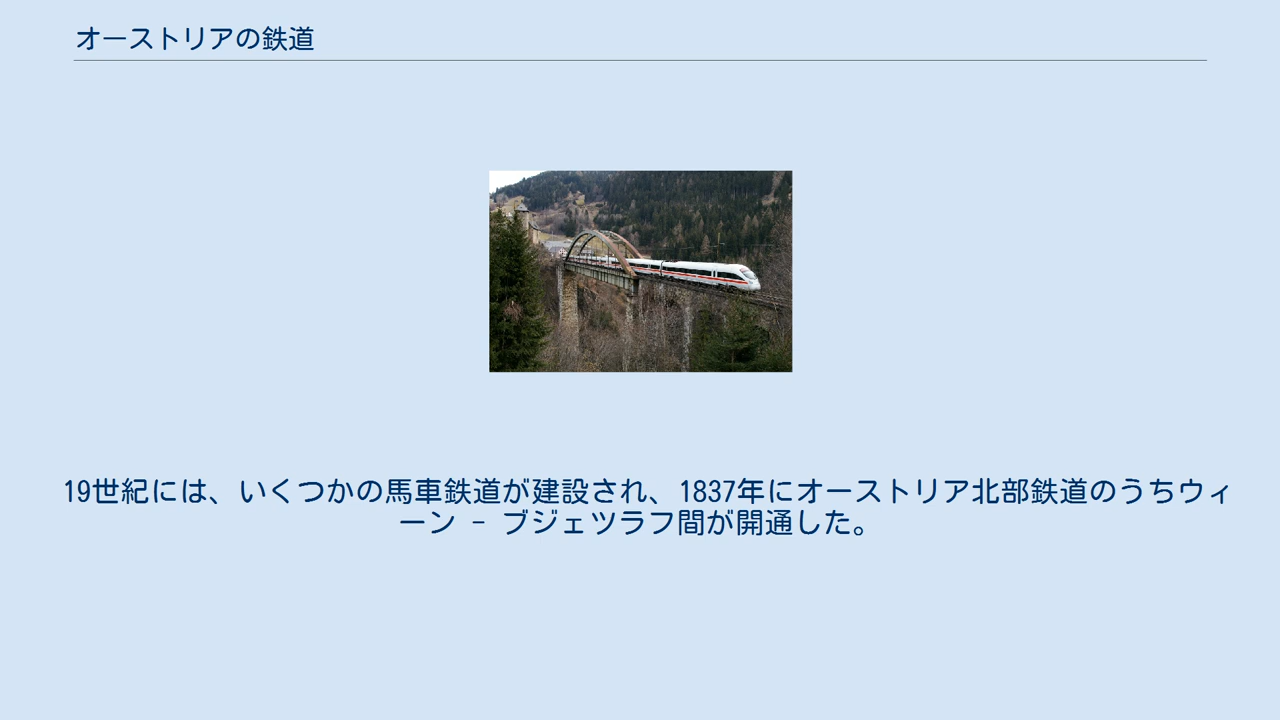 オーストリアの鉄道
19世紀には、いくつかの馬車鉄道が建設され、1837年にオーストリア北部鉄道のうちウィ
ーン - ブジェツラフ間が開通した。